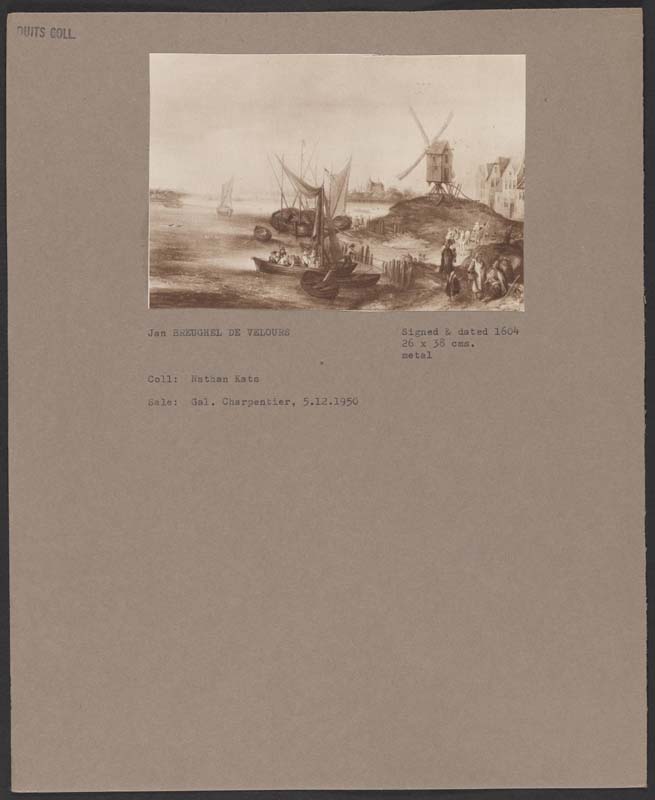 DUITS COLL.
Jan BREUGHEL DE VELOURS
Signed & dated 1604
26 x 38 cms.
metal
Coll: Nathan Kats
Sale: Gal. Charpentier, 5.12.1950